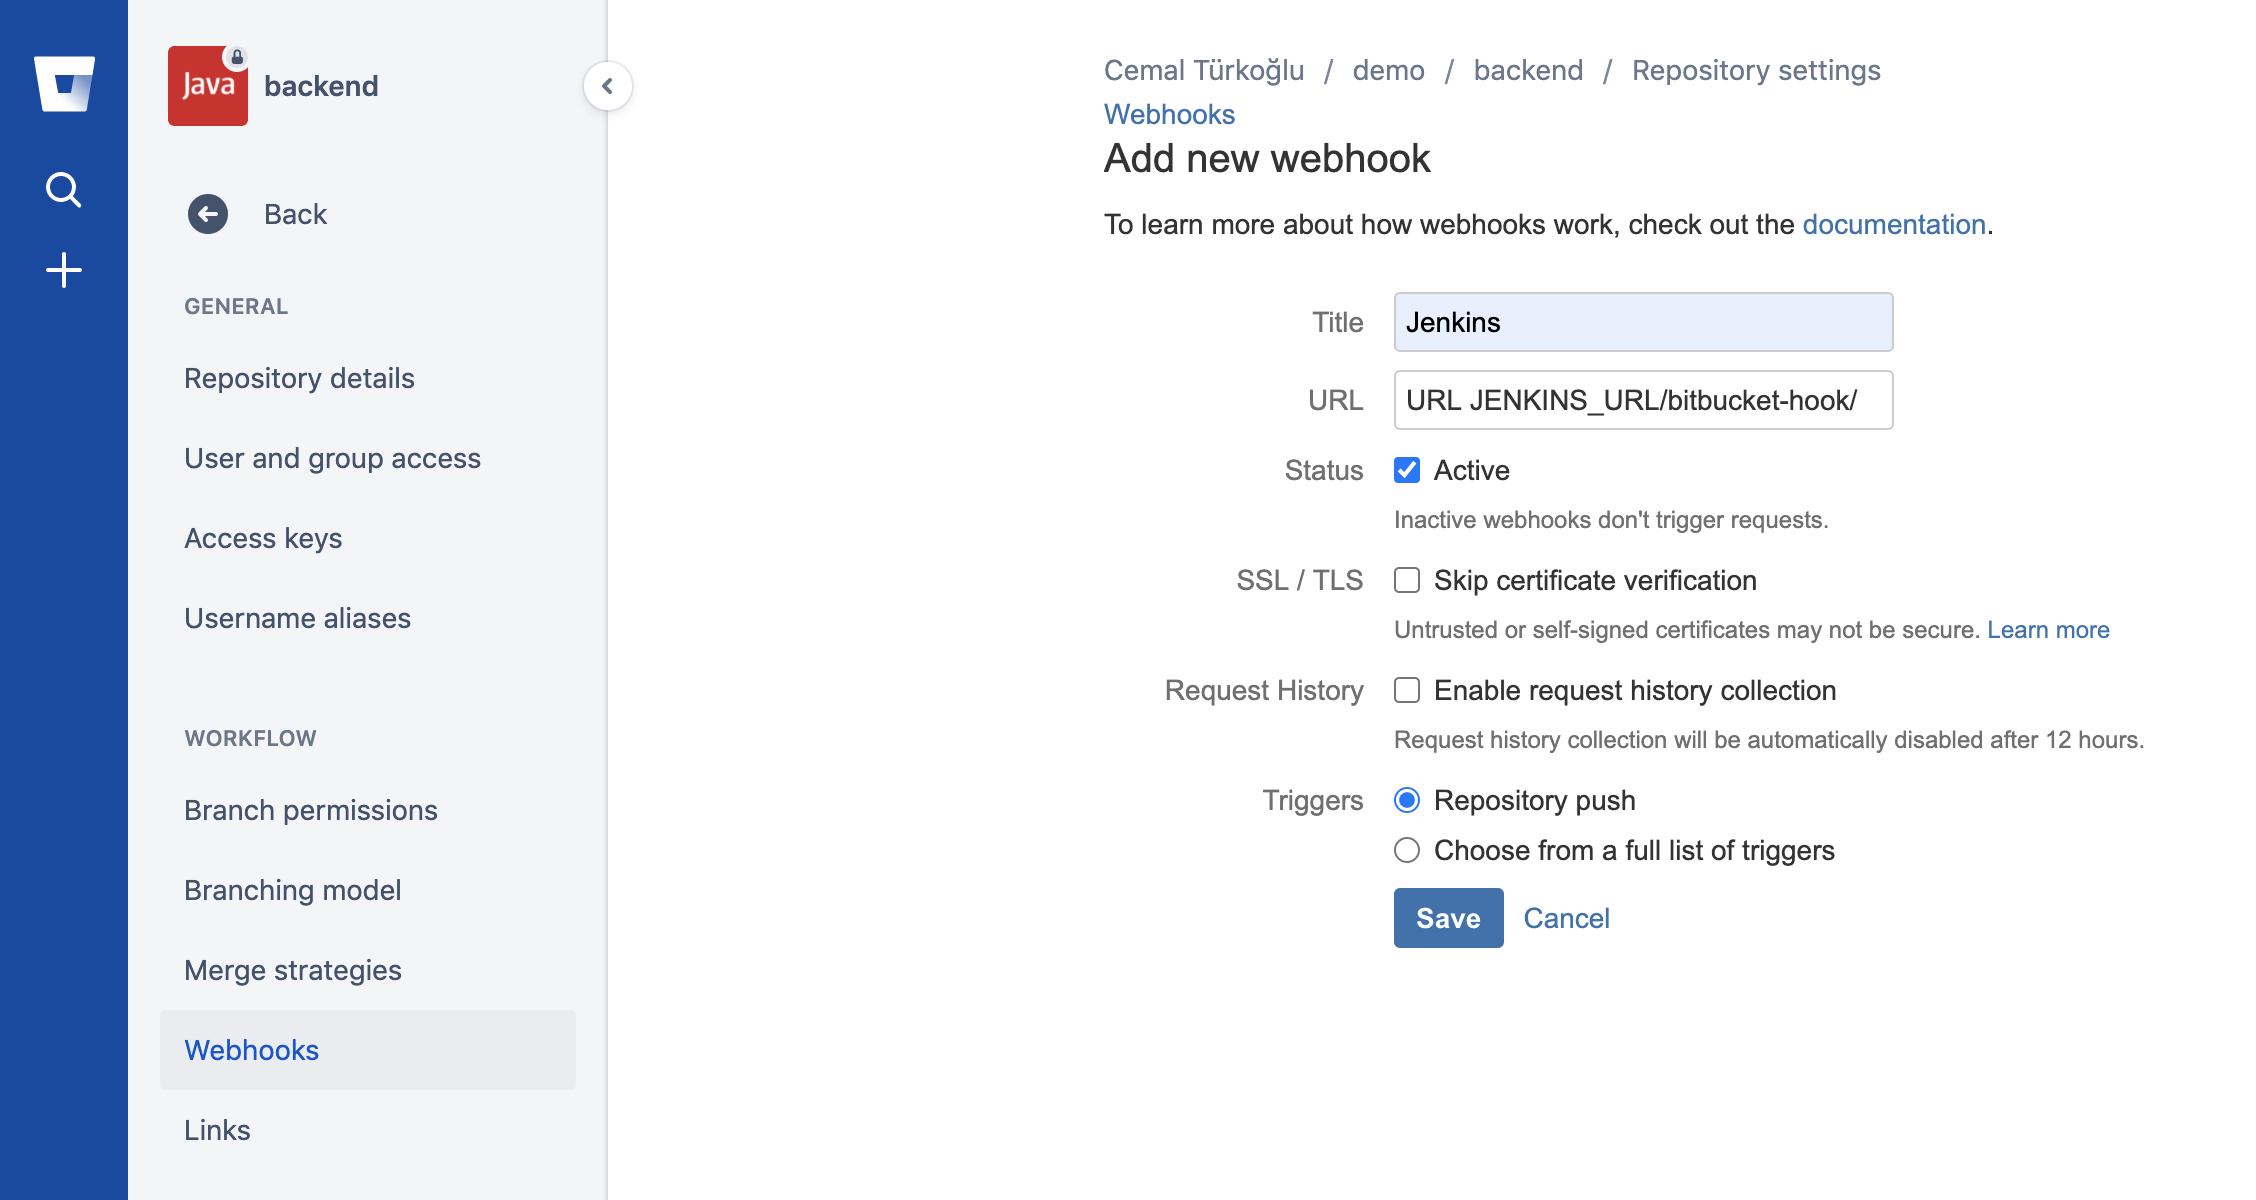 Java
backend
Back
GENERAL
Repository details
User and group access
Access keys
Username aliases
WORKFLOW
Branch permissions
Branching model
Merge strategies
Webhooks
Links
Cemal Türkoğlu / demo / backend / Repository settings
Webhooks
Add new webhook
To learn more about how webhooks work, check out the documentation.
Title Jenkins
URL URL JENKINS_URL/bitbucket-hook/
Status Active
Inactive webhooks don't trigger requests.
SSL / TLS Skip certificate verification
Untrusted or self-signed certificates may not be secure. Learn more
Request History Enable request history collection
Request history collection will be automatically disabled after 12 hours.
Triggers Repository push
Choose from a full list of triggers
Save Cancel